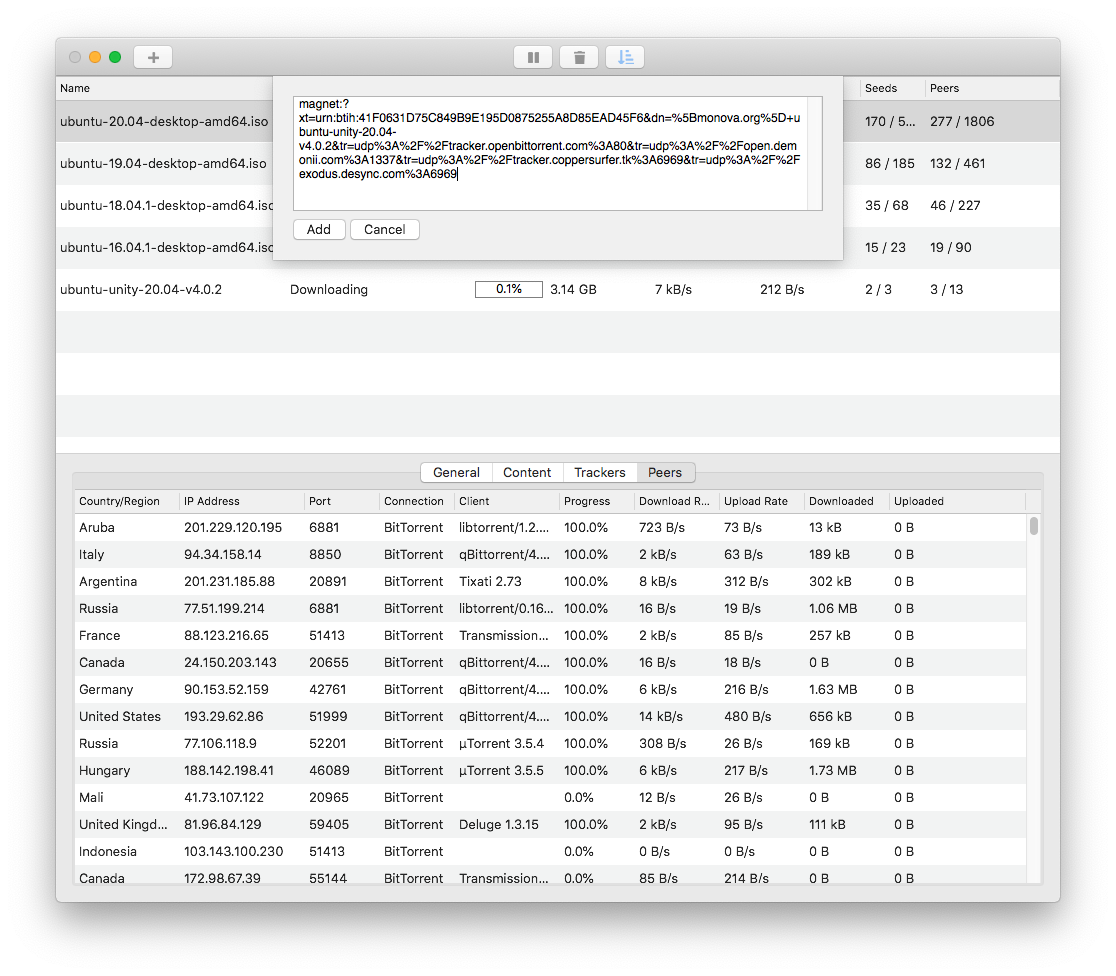 Name Seeds Peers
magnet:?
xt=urn:btih:41F0631D75C849B9E195D0875255A8D85EAD45F6&dn=%5Bmonova.org%5D+u
buntu-unity-20.04-
v4.0.2&tr=udp%3A%2F%2Ftracker.openbittorrent.com%3A80&tr=udp%3A%2F%2Fopen.dem
onii.com%3A1337&tr=udp%3A%2F%2Ftracker.coppersurfer.tk%3A6969&tr=udp%3A%2F%2F
exodus.desync.com%3A6969
Add Cancel
ubuntu-20.04-desktop-amd64.iso 170 / 5... 277 / 1806
ubuntu-19.04-desktop-amd64.iso 86 / 185 132 / 461
ubuntu-18.04.1-desktop-amd64.iso 35 / 68 46 / 227
ubuntu-16.04.1-desktop-amd64.iso 15 / 23 19 / 90
ubuntu-unity-20.04-v4.0.2 Downloading 0.1% 3.14 GB 7 kB/s 212 B/s 2 / 3 3 / 13
General Content Trackers Peers
Country/Region IP Address Port Connection Client Progress Download R... Upload Rate Downloaded Uploaded
Aruba 201.229.120.195 6881 BitTorrent libtorrent/1.2.... 100.0% 723 B/s 73 B/s 13 kB 0 B
Italy 94.34.158.14 8850 BitTorrent qBittorrent/4.... 100.0% 2 kB/s 63 B/s 189 kB 0 B
Argentina 201.231.185.88 20891 BitTorrent Tixati 2.73 100.0% 8 kB/s 312 B/s 302 kB 0 B
Russia 77.51.199.214 6881 BitTorrent libtorrent/0.16... 100.0% 16 B/s 19 B/s 1.06 MB 0 B
France 88.123.216.65 51413 BitTorrent Transmission... 100.0% 2 kB/s 85 B/s 257 kB 0 B
Canada 24.150.203.143 20655 BitTorrent qBittorrent/4.... 100.0% 16 B/s 18 B/s 0 B 0 B
Germany 90.153.52.159 42761 BitTorrent qBittorrent/4.... 100.0% 6 kB/s 216 B/s 1.63 MB 0 B
United States 193.29.62.86 51999 BitTorrent qBittorrent/4.... 100.0% 14 kB/s 480 B/s 656 kB 0 B
Russia 77.106.118.9 52201 BitTorrent µTorrent 3.5.4 100.0% 308 B/s 26 B/s 169 kB 0 B
Hungary 188.142.198.41 46089 BitTorrent µTorrent 3.5.5 100.0% 6 kB/s 217 B/s 1.73 MB 0 B
Mali 41.73.107.122 20965 BitTorrent 0.0% 12 B/s 26 B/s 0 B 0 B
United Kingd... 81.96.84.129 59405 BitTorrent Deluge 1.3.15 100.0% 2 kB/s 95 B/s 111 kB 0 B
Indonesia 103.143.100.230 51413 BitTorrent 0.0% 0 B/s 0 B/s 0 B 0 B
Canada 172.98.67.39 55144 BitTorrent Transmission... 0.0% 85 B/s 214 B/s 0 B 0 B